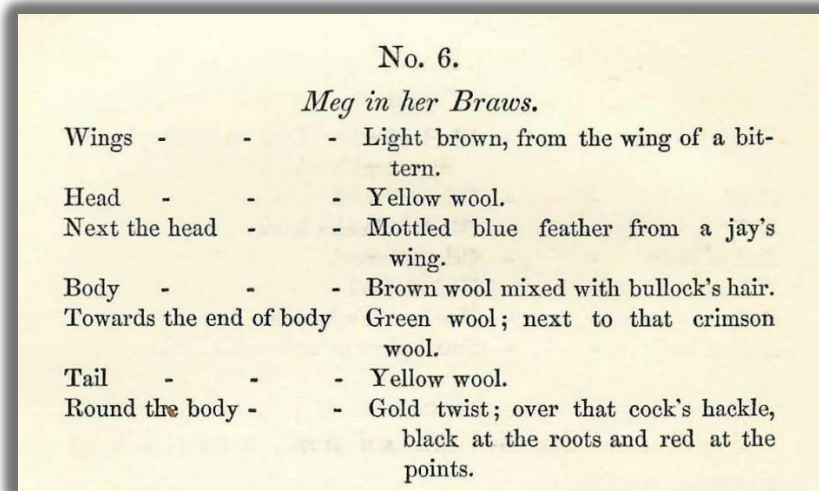 No. 6.
Meg in her Braws.
Wings - - - Light brown, from the wing of a bit-
tern.
Head - - - Yellow wool.
Next the head - - Mottled blue feather from a jay's
wing.
Body - - - Brown wool mixed with bullock's hair.
Towards the end of body Green wool; next to that crimson
wool.
Tail - - - Yellow wool.
Round the body - - Gold twist; over that cock's hackle,
black at the roots and red at the
points.